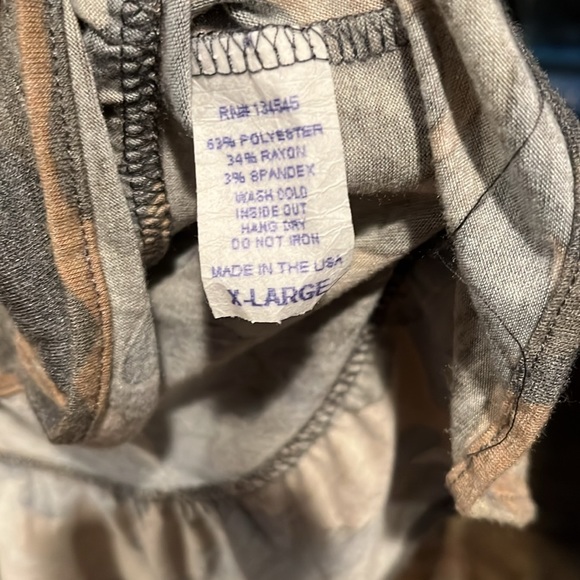 RN# 134545
63% POLYESTER
34% RAYON
3% SPANDEX
WASH COLD
INSIDE OUT
HANG DRY
DO NOT IRON
MADE IN THE USA
X-LARGE